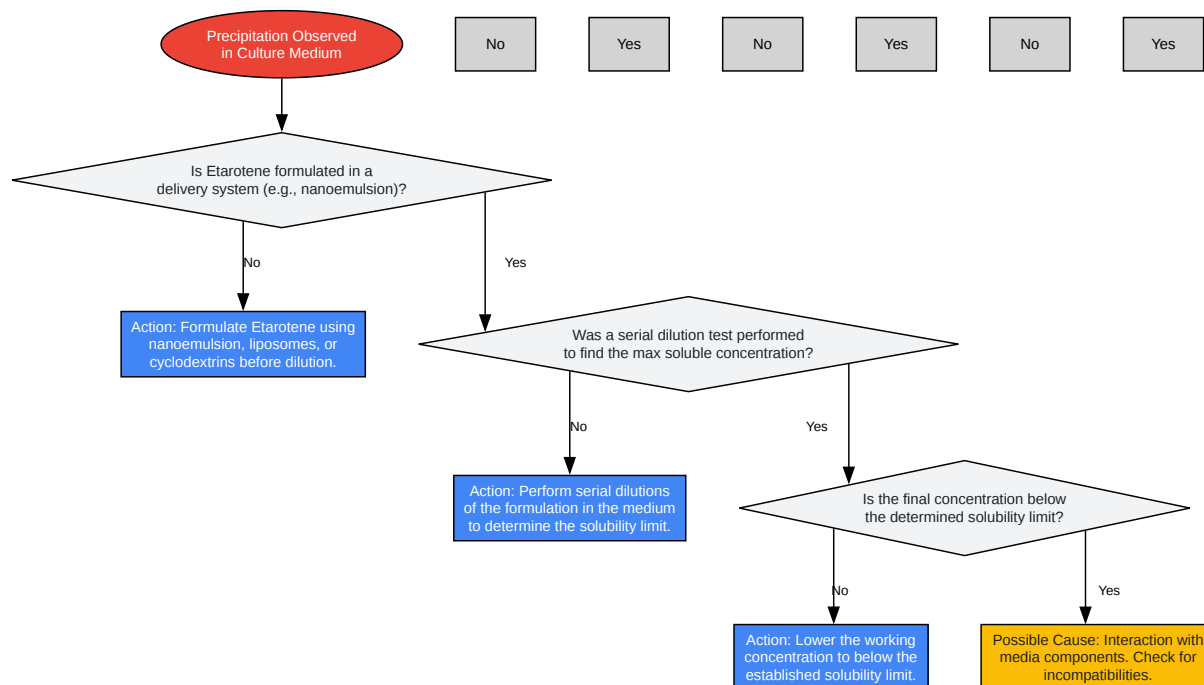 Precipitation Observed
in Culture Medium
No
Yes
No
Yes
No
Yes
Is Etarotene formulated in a
delivery system (e.g., nanoemulsion)?
No
Yes
Action: Formulate Etarotene using
nanoemulsion, liposomes, or
cyclodextrins before dilution.
Was a serial dilution test performed
to find the max soluble concentration?
No
Yes
Action: Perform serial dilutions
of the formulation in the medium
to determine the solubility limit.
Is the final concentration below
the determined solubility limit?
No
Yes
Action: Lower the working
concentration to below the
established solubility limit.
Possible Cause: Interaction with
media components. Check for
incompatibilities.